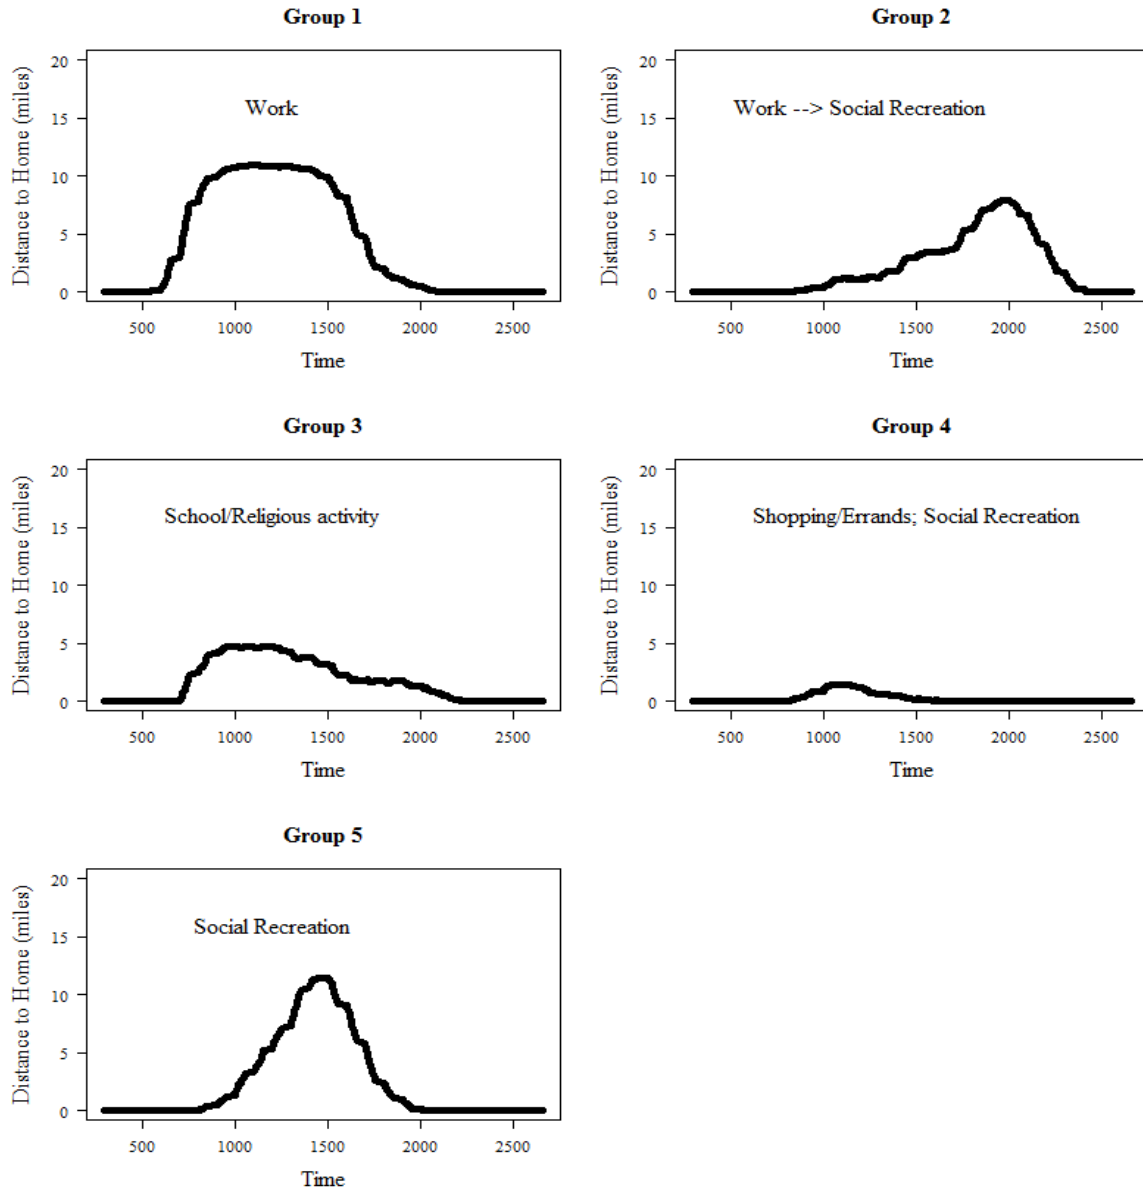 Group 1
Distance to Home (miles)
20
15
10
5
0
Work
500 1000 1500 2000 2500
Time
Group 2
Distance to Home (miles)
20
15
10
5
0
Work --> Social Recreation
500 1000 1500 2000 2500
Time
Group 3
Distance to Home (miles)
20
15
10
5
0
School/Religious activity
500 1000 1500 2000 2500
Time
Group 4
Distance to Home (miles)
20
15
10
5
0
Shopping/Errands; Social Recreation
500 1000 1500 2000 2500
Time
Group 5
Distance to Home (miles)
20
15
10
5
0
Social Recreation
500 1000 1500 2000 2500
Time